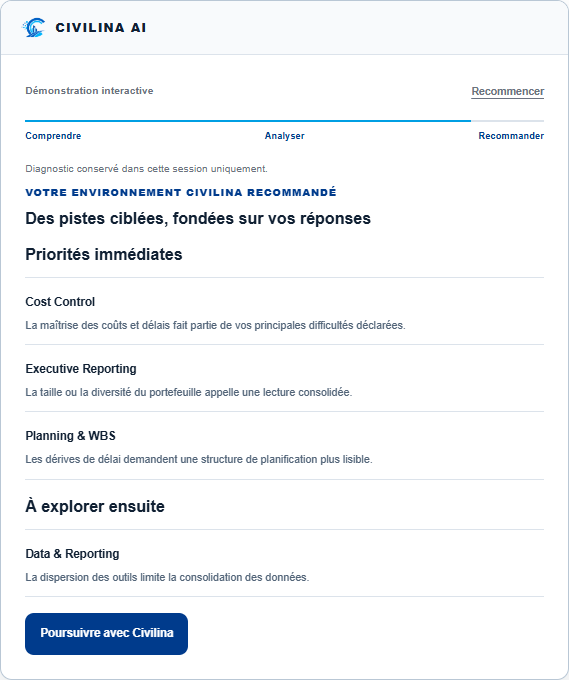 CIVILINA AI
Démonstration interactive
Recommencer
Comprendre
Analyser
Recommander
Diagnostic conservé dans cette session uniquement.
VOTRE ENVIRONNEMENT CIVILINA RECOMMANDÉ
Des pistes ciblées, fondées sur vos réponses
Priorités immédiates
Cost Control
La maîtrise des coûts et délais fait partie de vos principales difficultés déclarées.
Executive Reporting
La taille ou la diversité du portefeuille appelle une lecture consolidée.
Planning & WBS
Les dérives de délai demandent une structure de planification plus lisible.
À explorer ensuite
Data & Reporting
La dispersion des outils limite la consolidation des données.
Poursuivre avec Civilina